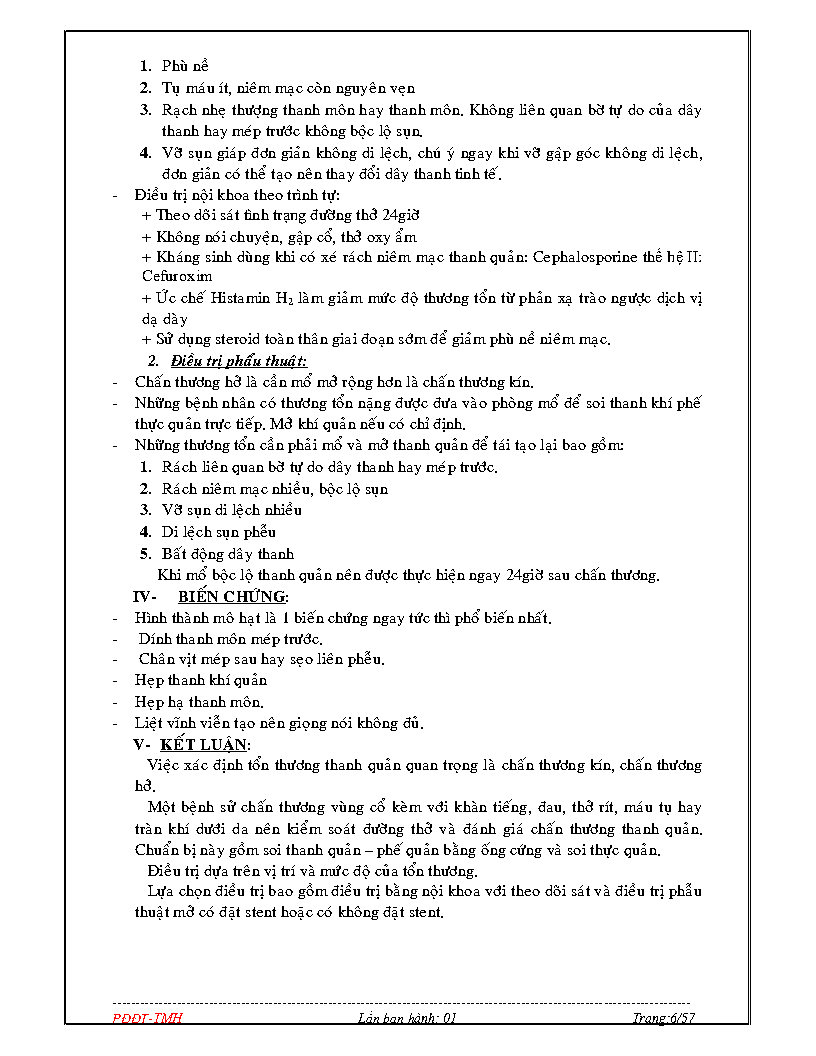 1. Phù nề
2. Tụ máu ít, niêm mạc còn nguyên vẹn
3. Rạch nhẹ thượng thanh môn hay thanh môn. Không liên quan bờ tự do của dây
thanh hay mép trước không bộc lộ sụn.
4. Vỡ sụn giáp đơn giản không di lệch, chú ý ngay khi vỡ gập góc không di lệch,
đơn giản có thể tạo nên thay đổi dây thanh tinh tế.
- Điều trị nội khoa theo trình tự:
+ Theo dõi sát tình trạng đường thở 24giờ
+ Không nói chuyện, gập cổ, thở oxy ẩm
+ Kháng sinh dùng khi có xé rách niêm mạc thanh quản: Cephalosporine thế hệ II:
Cefuroxim
+ Ức chế Histamin H₂ làm giảm mức độ thương tổn từ phản xạ trào ngược dịch vị
dạ dày
+ Sử dụng steroid toàn thân giai đoạn sớm để giảm phù nề niêm mạc.
2. Điều trị phẩu thuật:
- Chấn thương hở là cần mổ mở rộng hơn là chấn thương kín.
- Những bệnh nhân có thương tổn nặng được đưa vào phòng mổ để soi thanh khí phế
thực quản trực tiếp. Mở khí quản nếu có chỉ định.
- Những thương tổn cần phải mổ và mở thanh quản để tái tạo lại bao gồm:
1. Rách liên quan bờ tự do dây thanh hay mép trước.
2. Rách niêm mạc nhiều, bộc lộ sụn
3. Vỡ sụn di lệch nhiều
4. Di lệch sụn phễu
5. Bất động dây thanh
Khi mổ bộc lộ thanh quản nên được thực hiện ngay 24giờ sau chấn thương.
IV- BIẾN CHỨNG:
- Hình thành mô hạt là 1 biến chứng ngay tức thì phổ biến nhất.
- Dính thanh môn mép trước.
- Chân vịt mép sau hay sẹo liên phễu.
- Hẹp thanh khí quản
- Hẹp hạ thanh môn.
- Liệt vĩnh viễn tạo nên giọng nói không đủ.
V- KẾT LUẬN:
Việc xác định tổn thương thanh quản quan trọng là chấn thương kín, chấn thương
hở.
Một bệnh sử chấn thương vùng cổ kèm với khàn tiếng, đau, thở rít, máu tụ hay
tràn khí dưới da nên kiểm soát đường thở và đánh giá chấn thương thanh quản.
Chuẩn bị này gồm soi thanh quản – phế quản bằng ống cứng và soi thực quản.
Điều trị dựa trên vị trí và mức độ của tổn thương.
Lựa chọn điều trị bao gồm điều trị bằng nội khoa với theo dõi sát và điều trị phẫu
thuật mở có đặt stent hoặc có không đặt stent.
PĐĐT-TMH Lần ban hành: 01 Trang:6/57